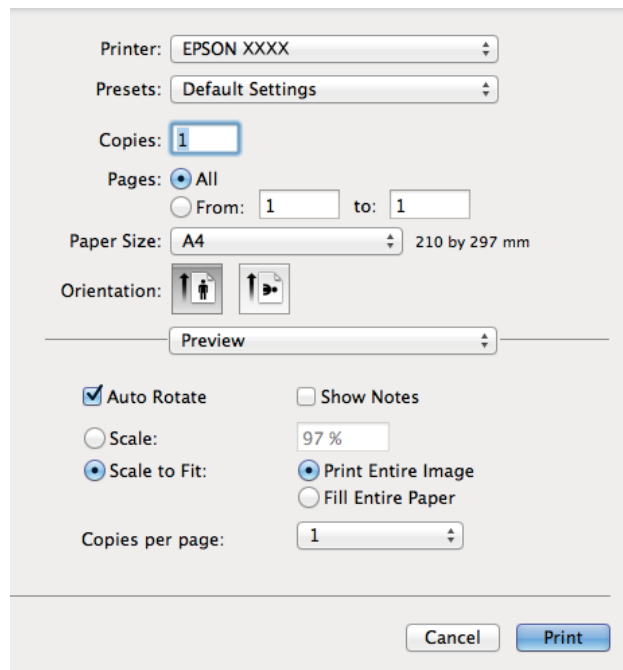 Printer: EPSON XXXX
Presets: Default Settings
Copies: 1
Pages: All
From: 1 to: 1
Paper Size: A4 210 by 297 mm
Orientation:
Preview
Auto Rotate Show Notes
Scale: 97 %
Scale to Fit: Print Entire Image
Fill Entire Paper
Copies per page: 1
Cancel Print